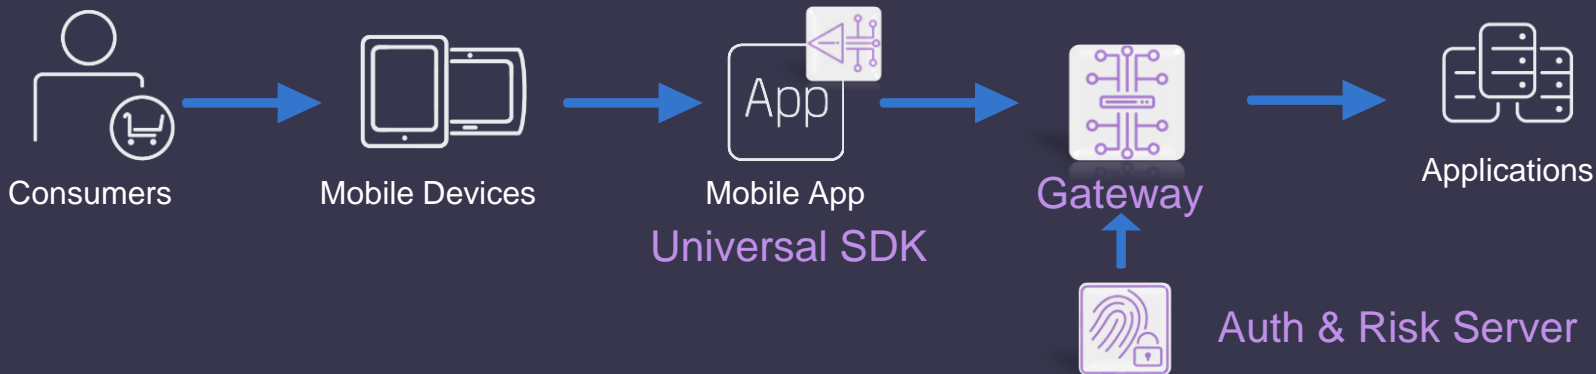 App
Consumers
Mobile Devices
Mobile App
Universal SDK
Gateway
Applications
Auth & Risk Server